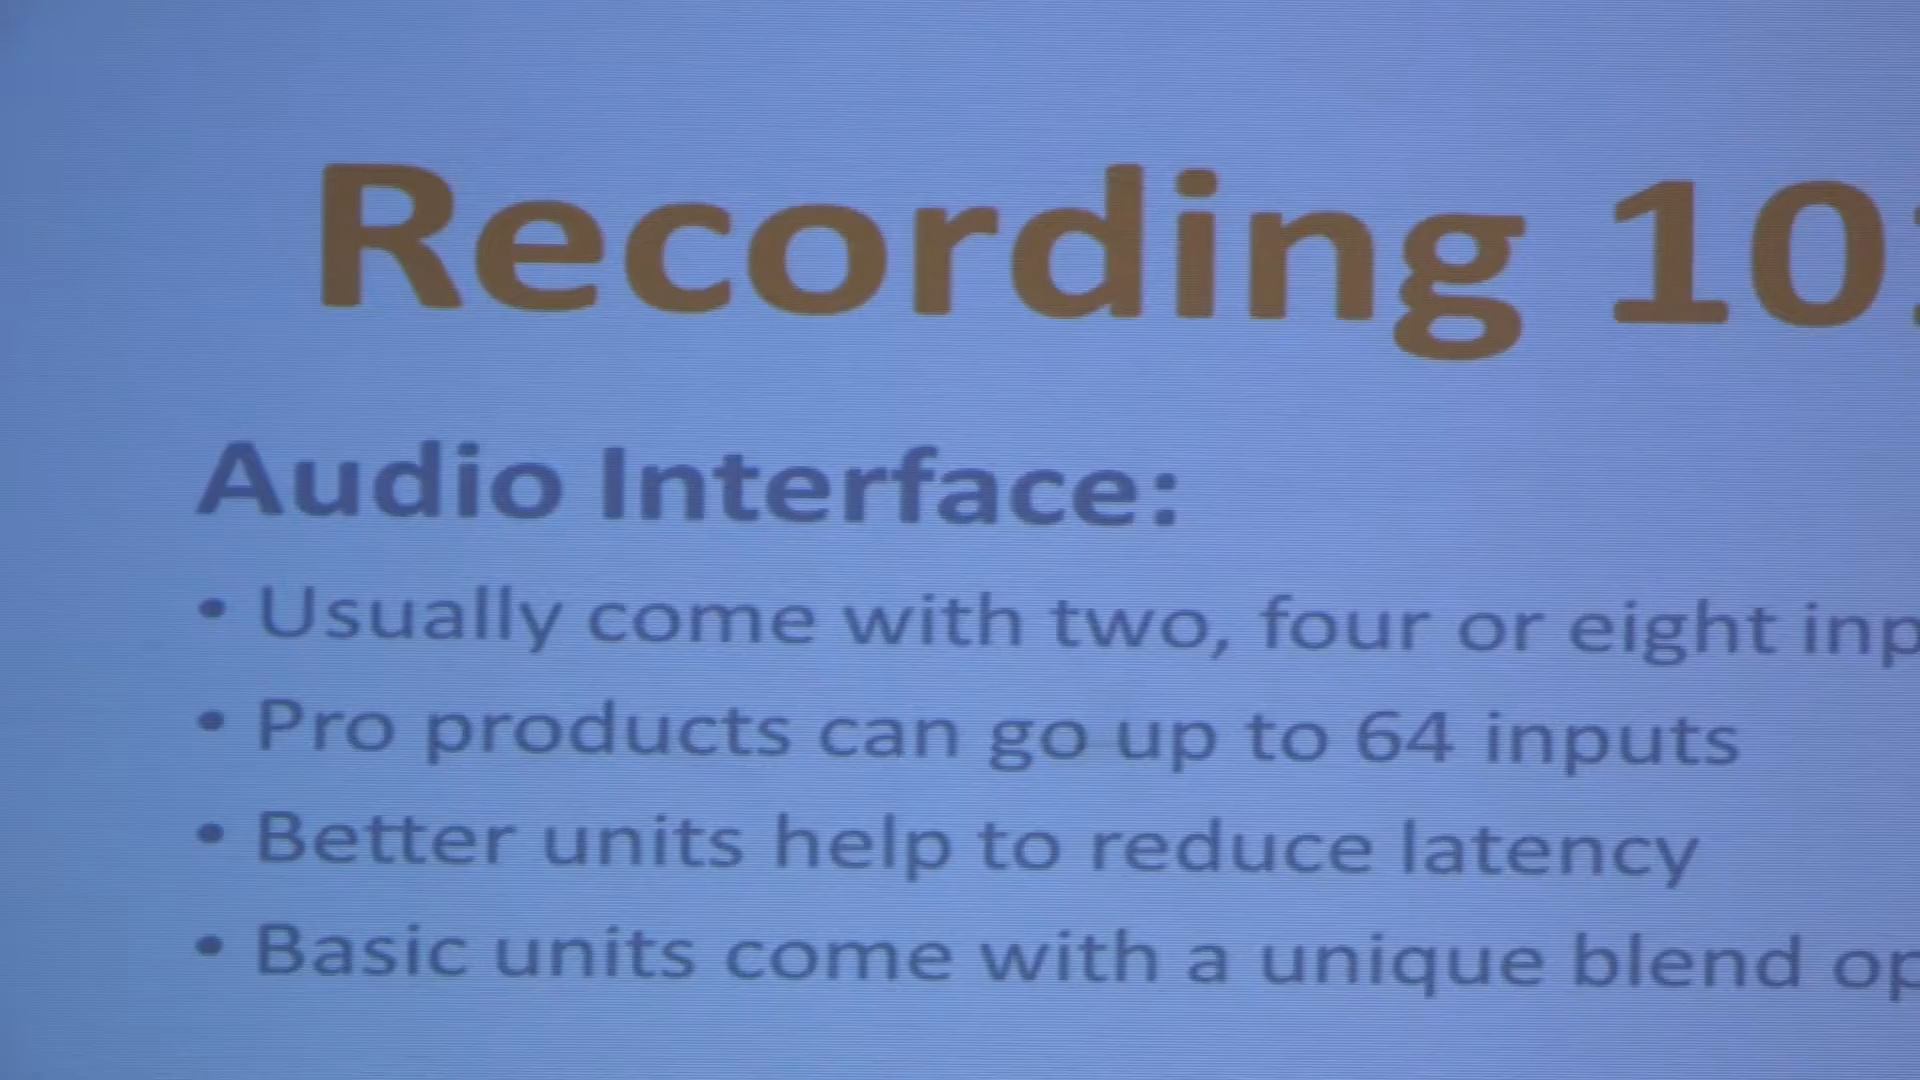 Recording 10
Audio Interface:
• Usually come with two, four or eight inp
• Pro products can go up to 64 inputs
• Better units help to reduce latency
• Basic units come with a unique blend op